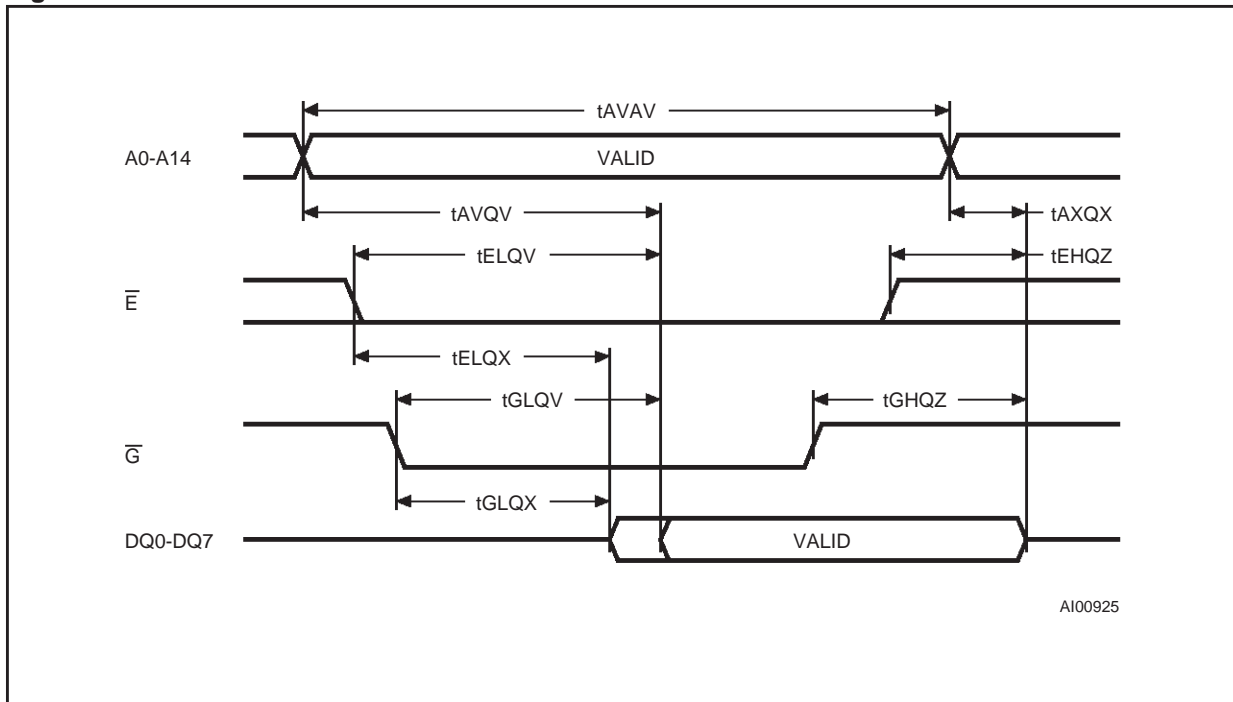 tAVAV
A0-A14 VALID
tAVQV tAXQX
tELQV tEHQZ
E̅
tELQX
tGLQV tGHQZ
G̅
tGLQX
DQ0-DQ7 VALID
AI00925